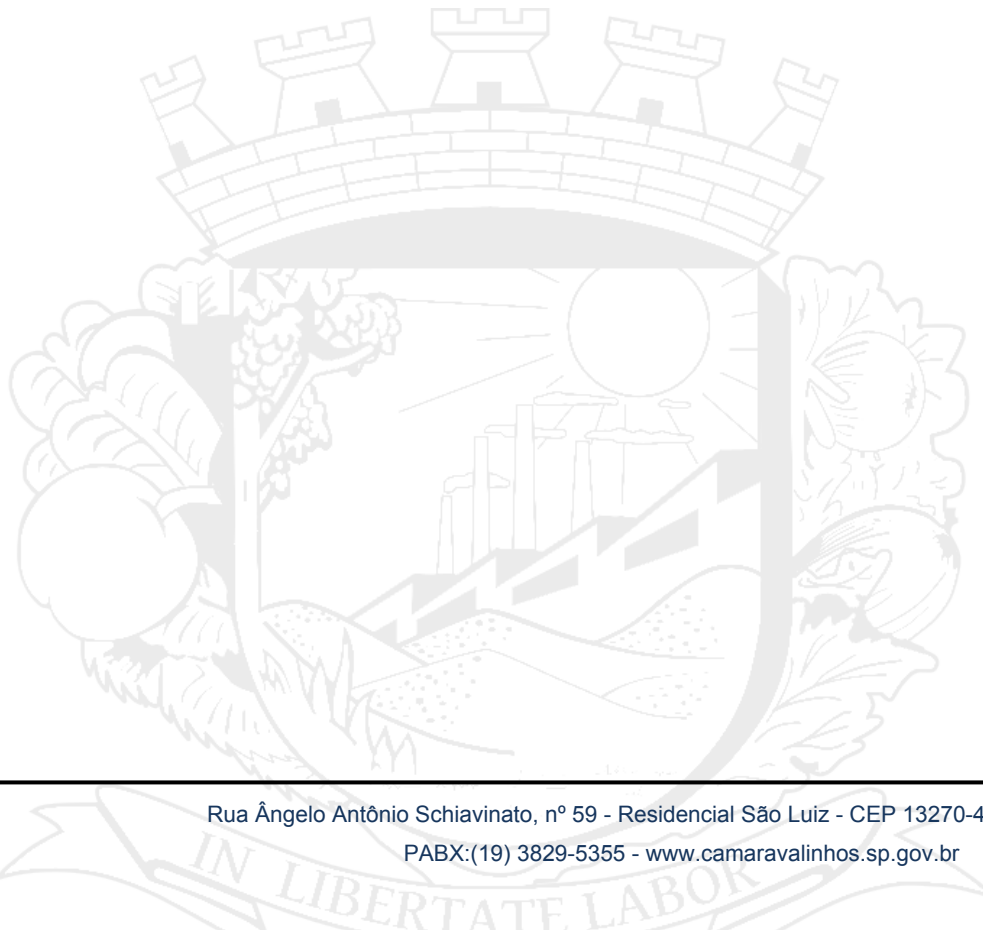 Rua Ângelo Antônio Schiavinato, nº 59 - Residencial São Luiz - CEP 13270-4
PABX:(19) 3829-5355 - www.camaravalinhos.sp.gov.br
IN LIBERTATE LABOR